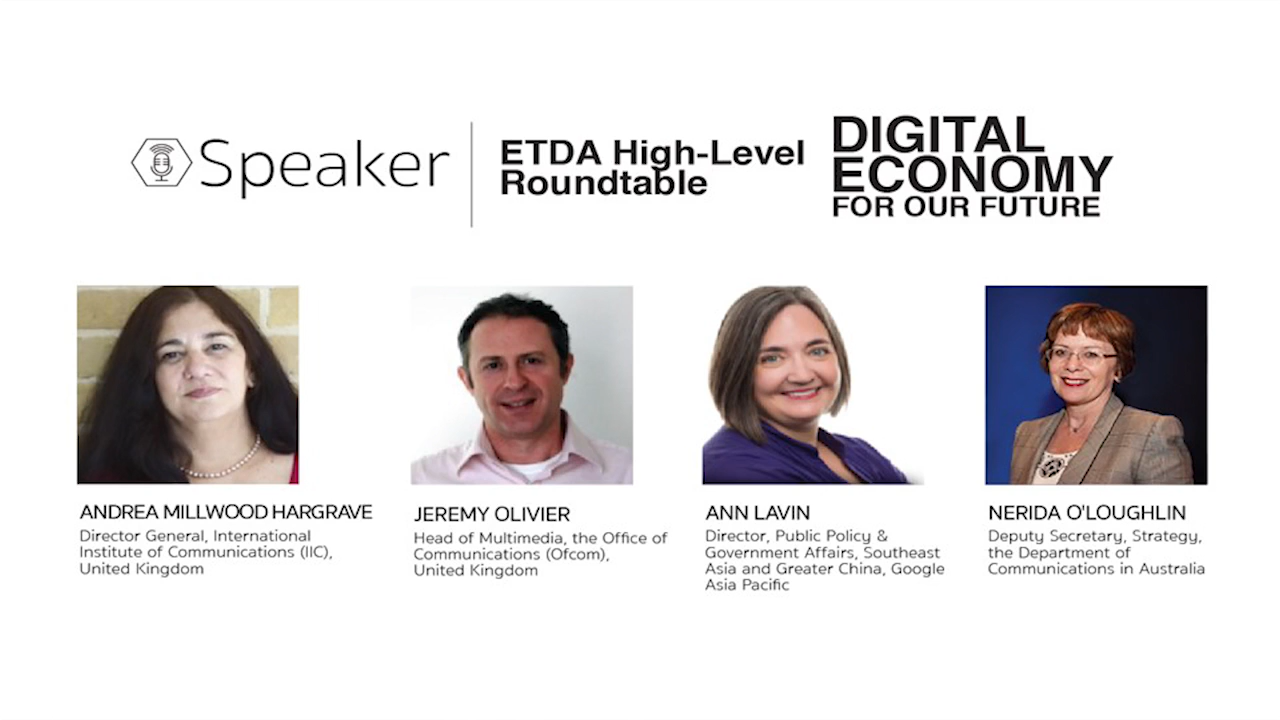 Speaker
ETDA High-Level
Roundtable
DIGITAL
ECONOMY
FOR OUR FUTURE
ANDREA MILLWOOD HARGRAVE
Director General, International
Institute of Communications (IIC),
United Kingdom
JEREMY OLIVIER
Head of Multimedia, the Office of
Communications (Ofcom),
United Kingdom
ANN LAVIN
Director, Public Policy &
Government Affairs, Southeast
Asia and Greater China, Google
Asia Pacific
NERIDA O'LOUGHLIN
Deputy Secretary, Strategy,
the Department of
Communications in Australia